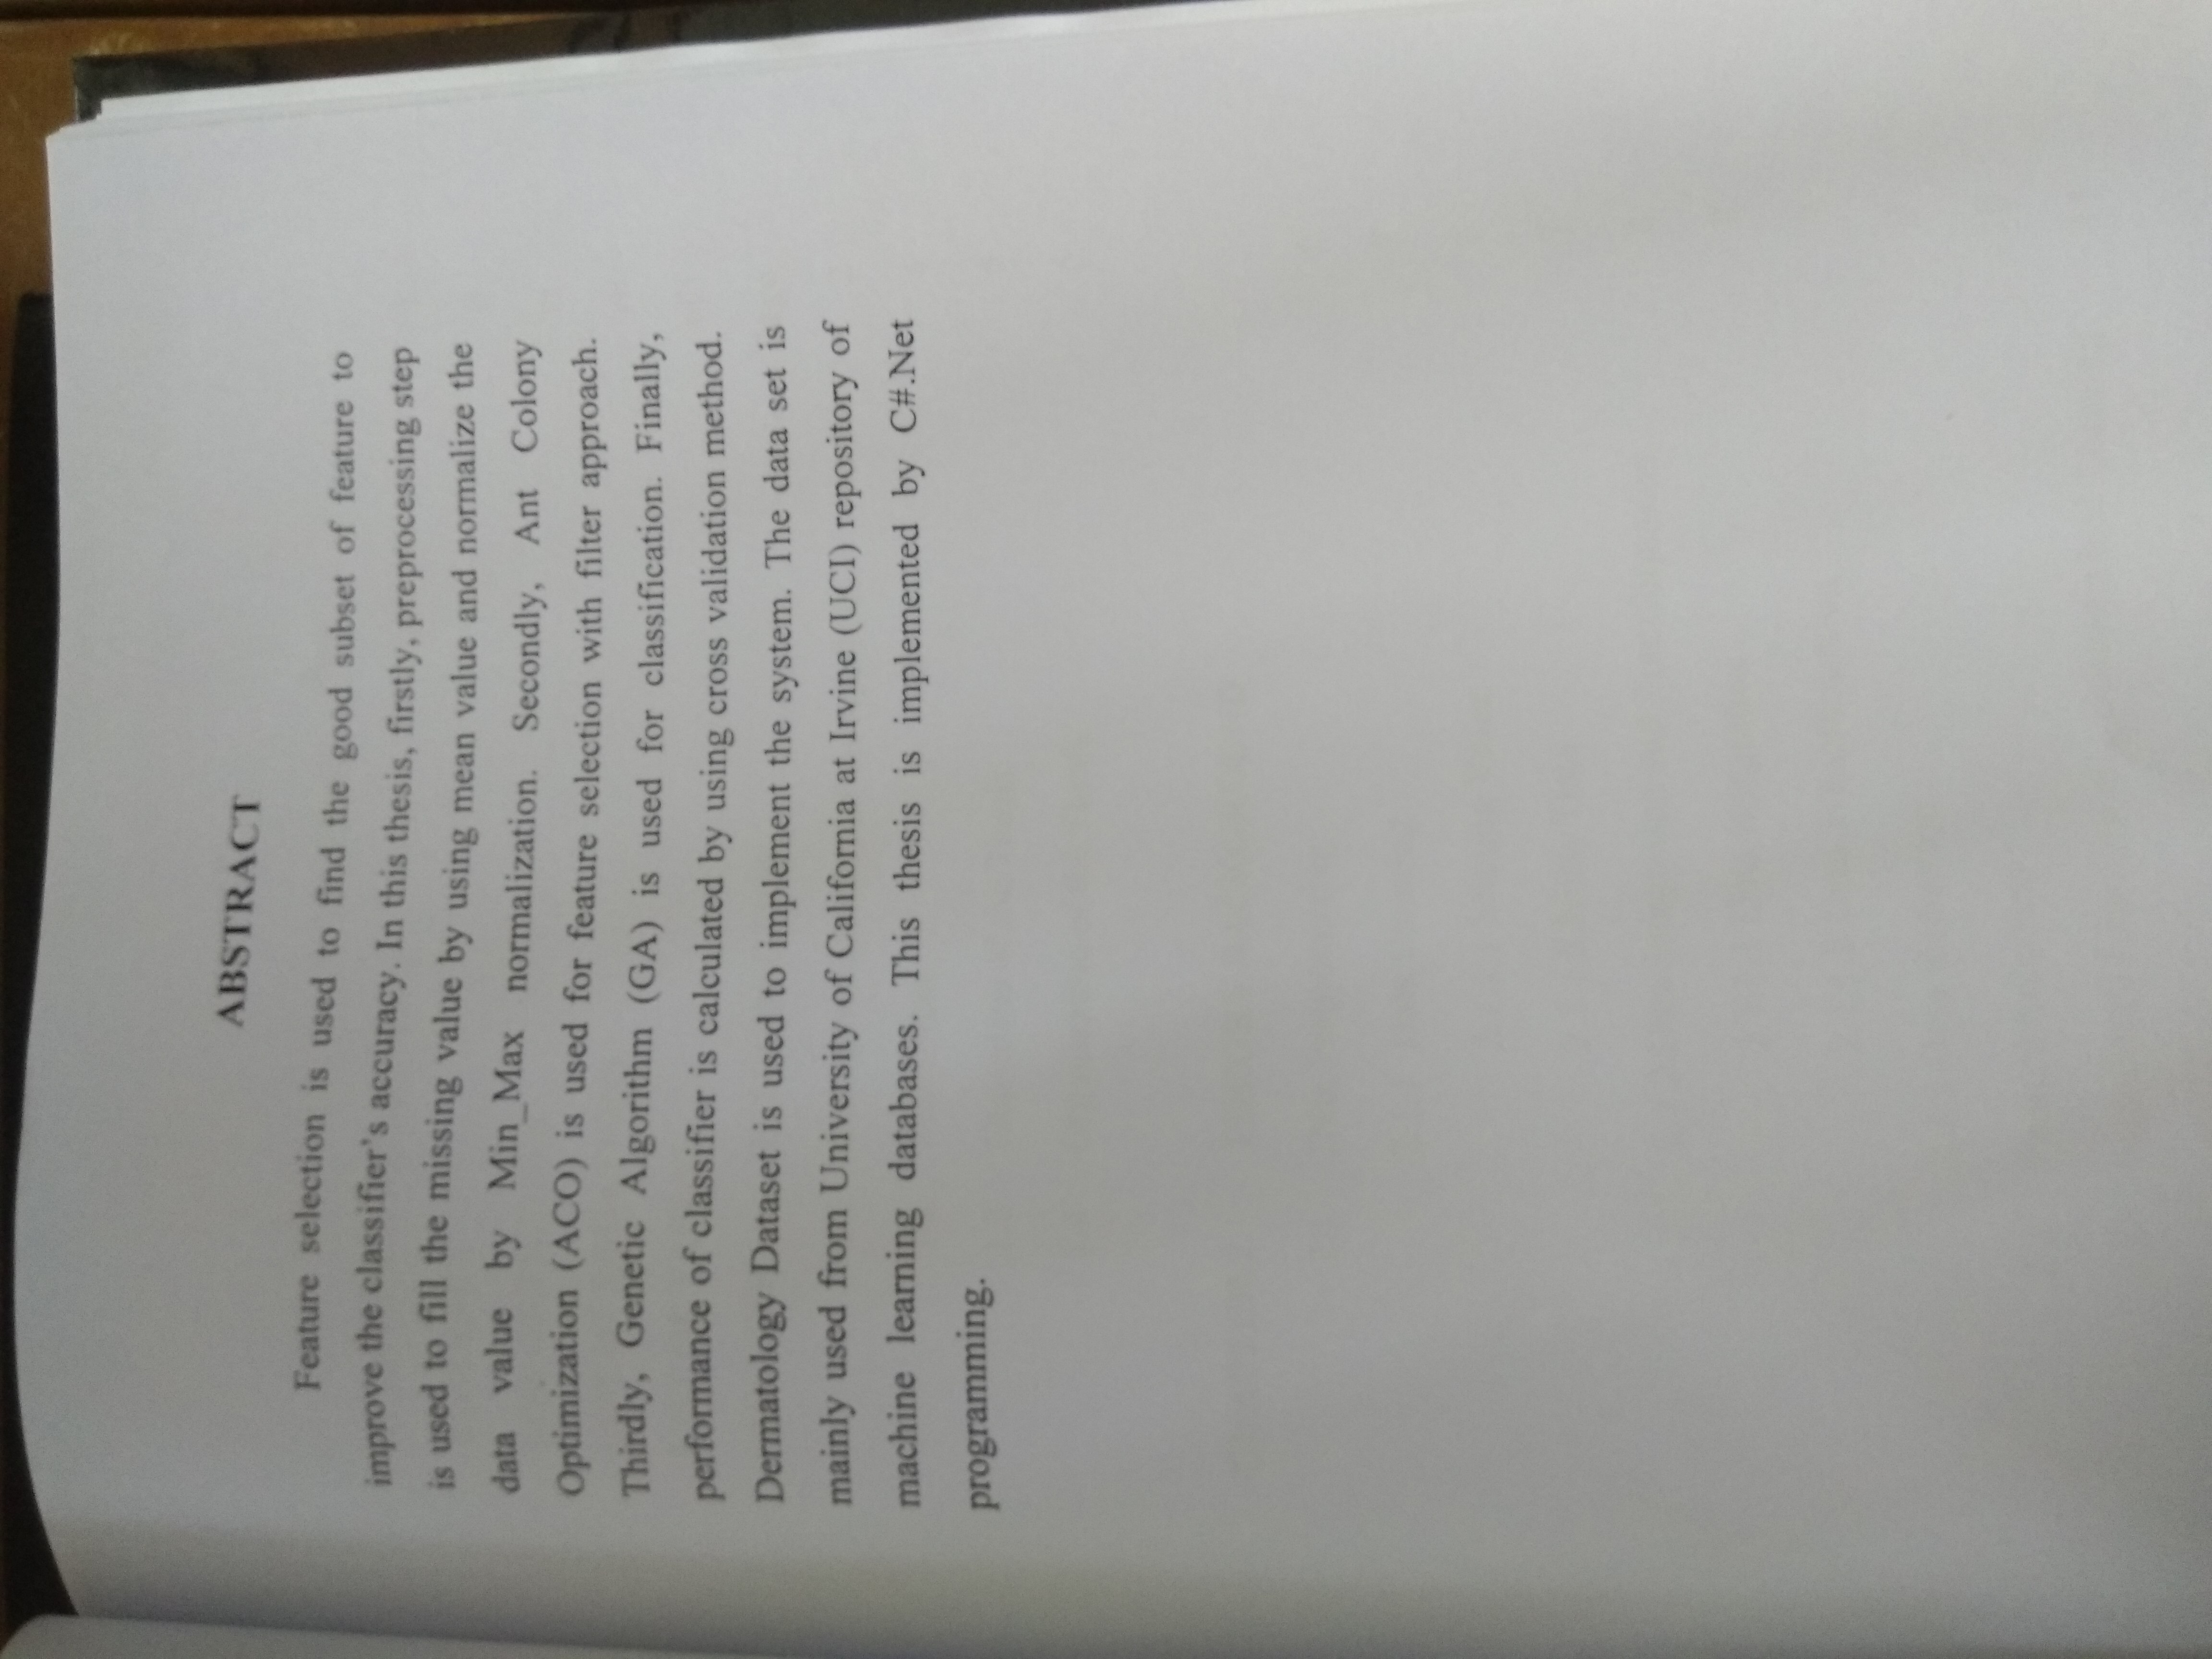 ABSTRACT
Feature selection is used to find the good subset of feature to
improve the classifier's accuracy. In this thesis, firstly, preprocessing step
is used to fill the missing value by using mean value and normalize the
data value by Min_Max normalization. Secondly, Ant Colony
Optimization (ACO) is used for feature selection with filter approach.
Thirdly, Genetic Algorithm (GA) is used for classification. Finally,
performance of classifier is calculated by using cross validation method.
Dermatology Dataset is used to implement the system. The data set is
mainly used from University of California at Irvine (UCI) repository of
machine learning databases. This thesis is implemented by C#.Net
programming.